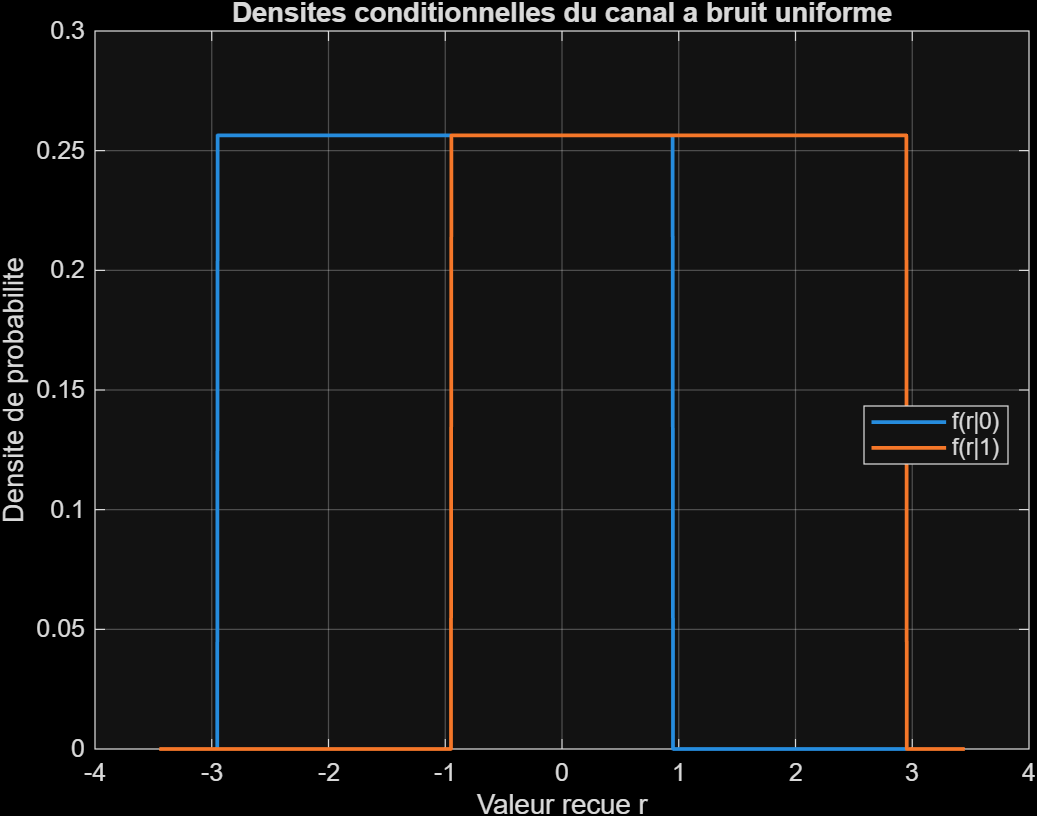 Densites conditionnelles du canal a bruit uniforme
0.3
0.25
0.2
0.15
0.1
0.05
0
Densite de probabilite
f(r|0)
f(r|1)
-4 -3 -2 -1 0 1 2 3 4
Valeur recue r